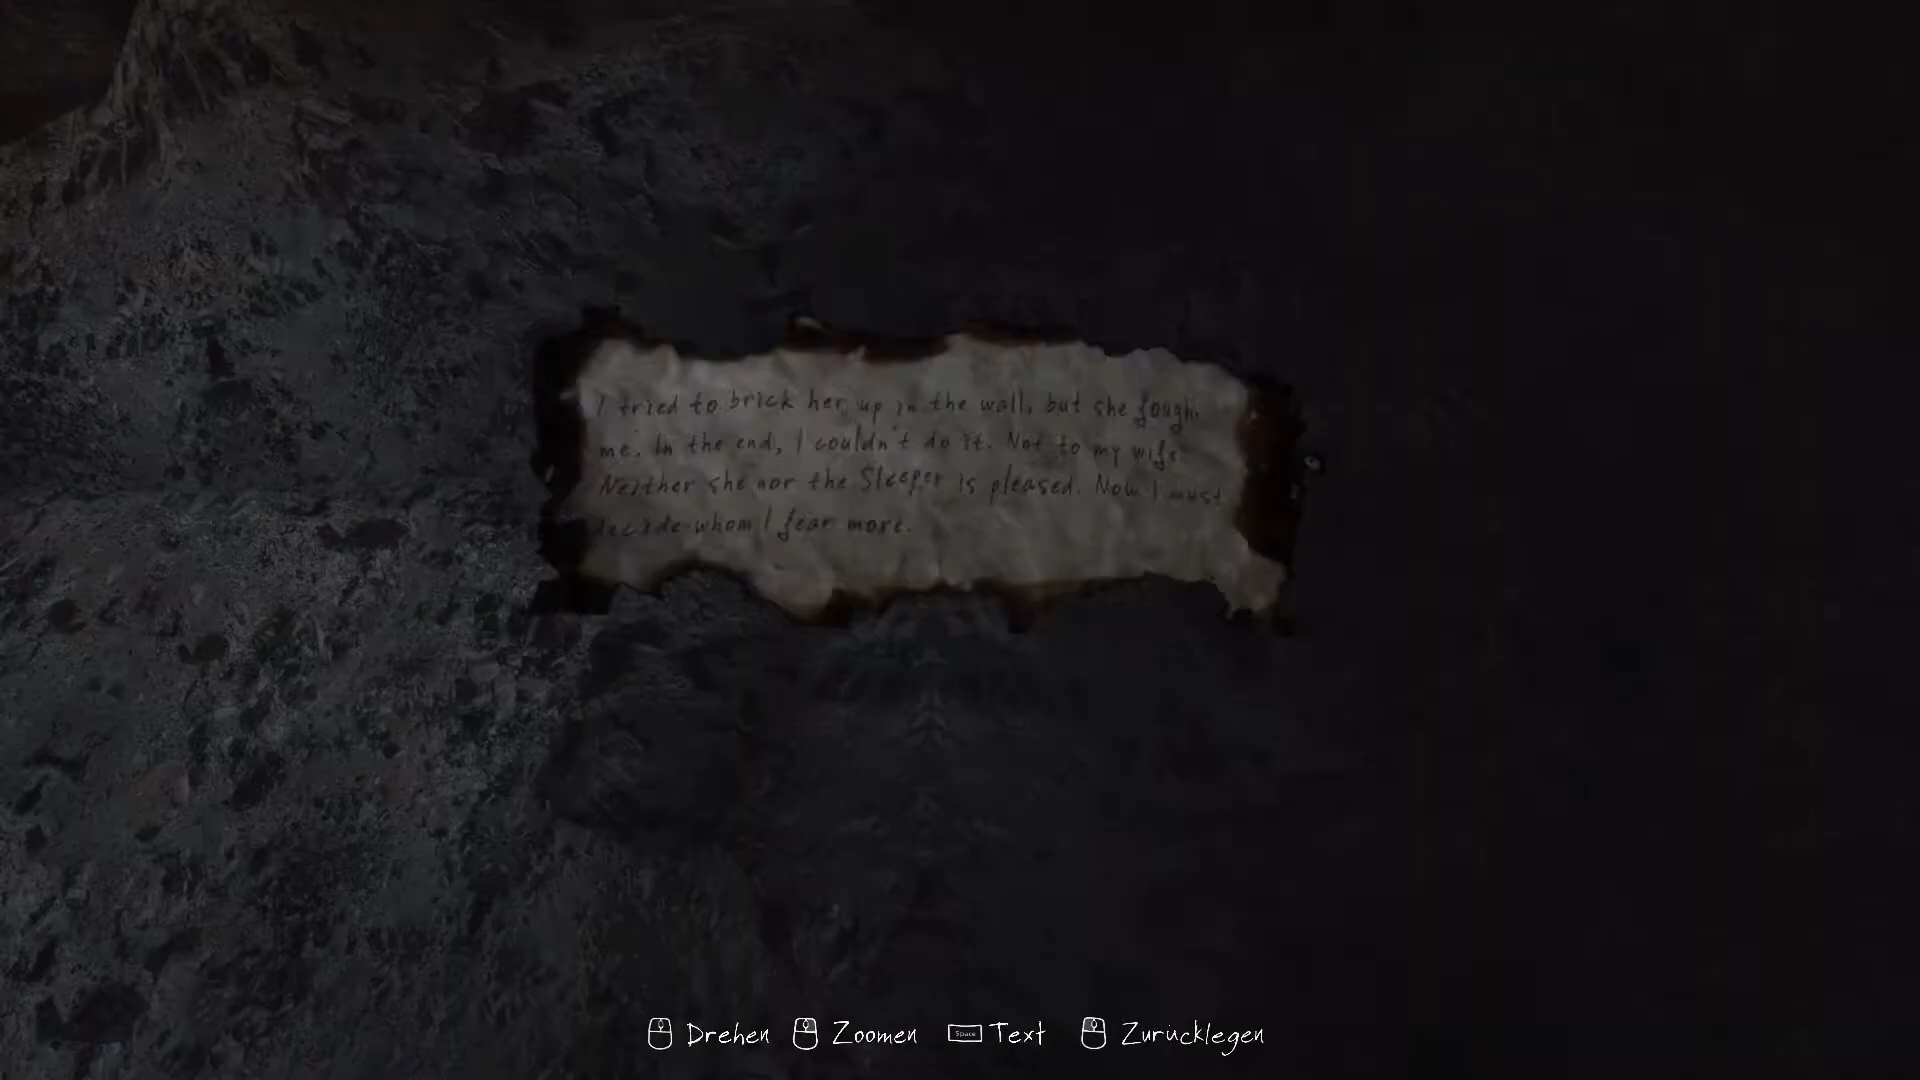 I tried to brick her up in the wall, but she fough
me. In the end, I couldn't do it. Not to my wife
Neither she nor the Sleeper is pleased. Now I must
decide whom I fear more.
Drehen Zoomen Space Text Zurücklegen